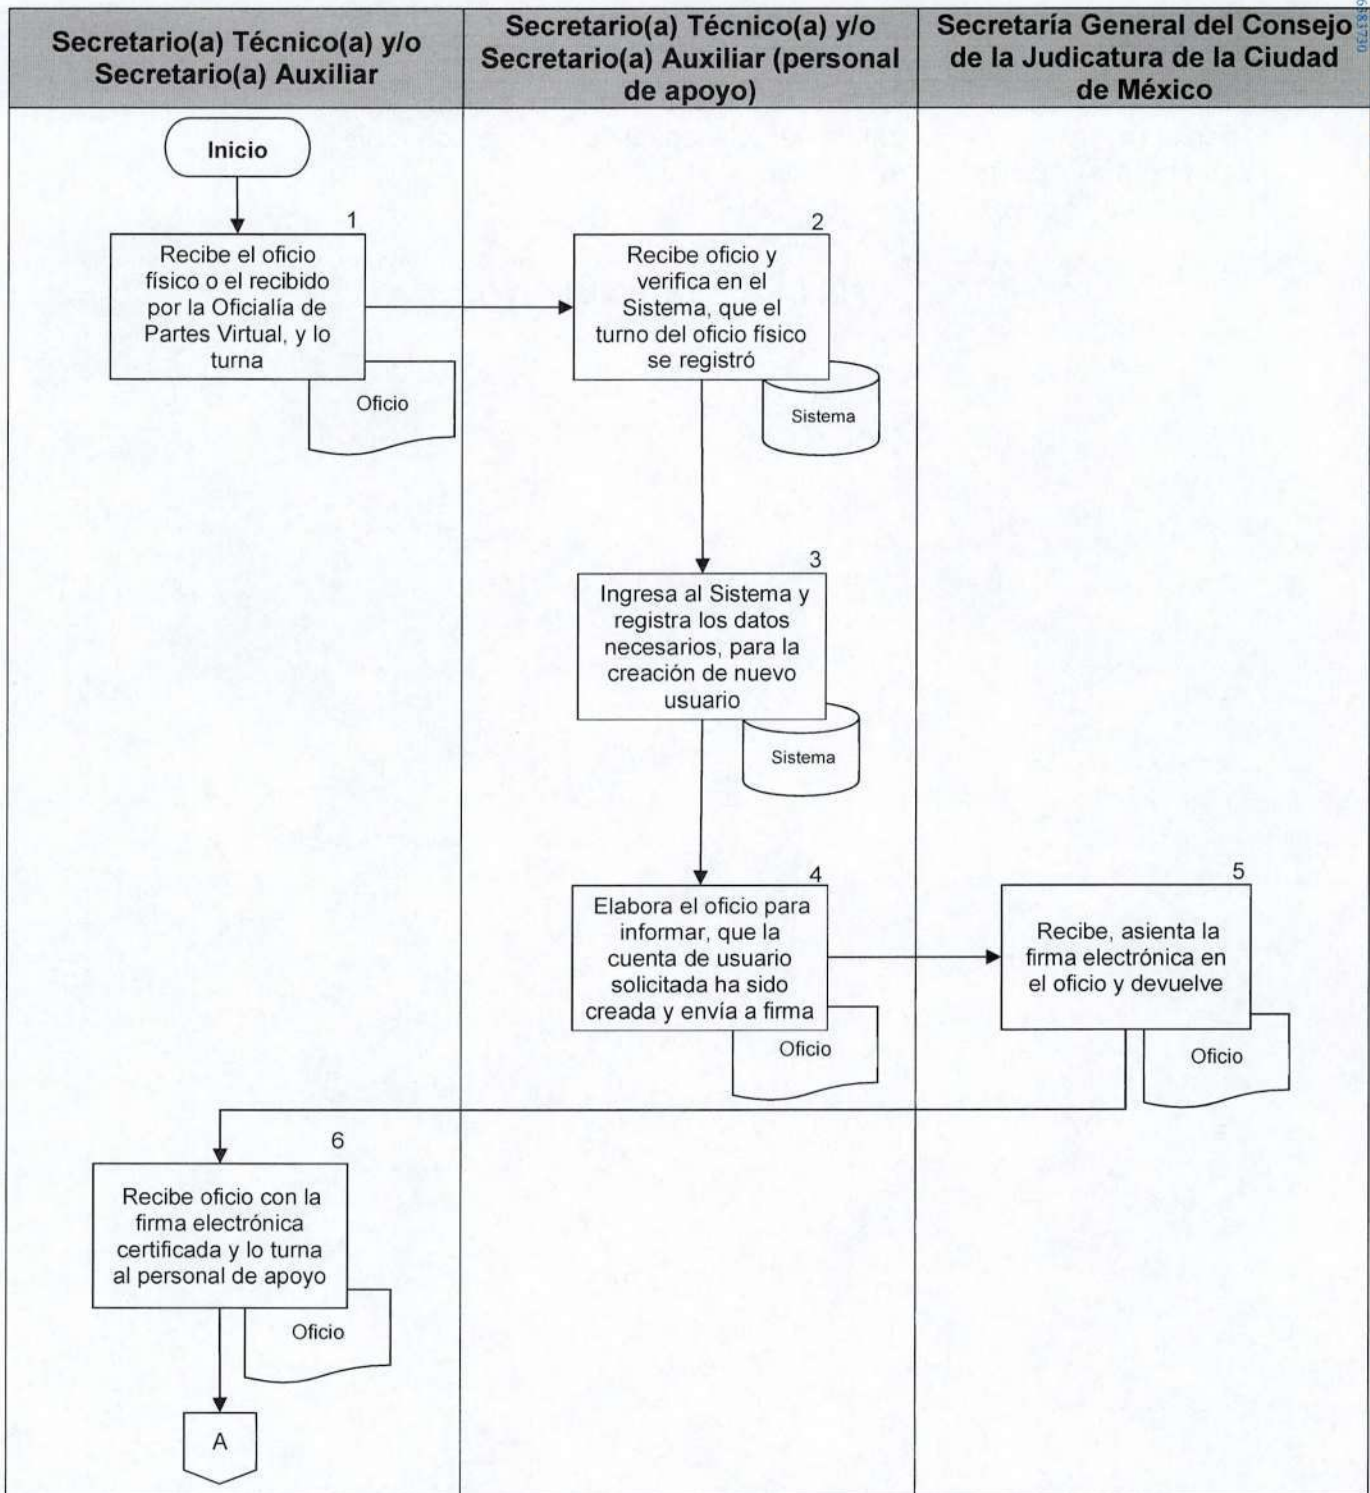 Secretario(a) Técnico(a) y/o
Secretario(a) Auxiliar
Secretario(a) Técnico(a) y/o
Secretario(a) Auxiliar (personal
de apoyo)
Secretaría General del Consejo
de la Judicatura de la Ciudad
de México
Inicio
1
Recibe el oficio
físico o el recibido
por la Oficialía de
Partes Virtual, y lo
turna
Oficio
2
Recibe oficio y
verifica en el
Sistema, que el
turno del oficio físico
se registró
Sistema
3
Ingresa al Sistema y
registra los datos
necesarios, para la
creación de nuevo
usuario
Sistema
4
Elabora el oficio para
informar, que la
cuenta de usuario
solicitada ha sido
creada y envía a firma
Oficio
5
Recibe, asienta la
firma electrónica en
el oficio y devuelve
Oficio
6
Recibe oficio con la
firma electrónica
certificada y lo turna
al personal de apoyo
Oficio
A